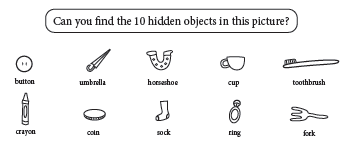 Can you find the 10 hidden objects in this picture?
button umbrella horseshoe cup toothbrush
crayon coin sock ring fork